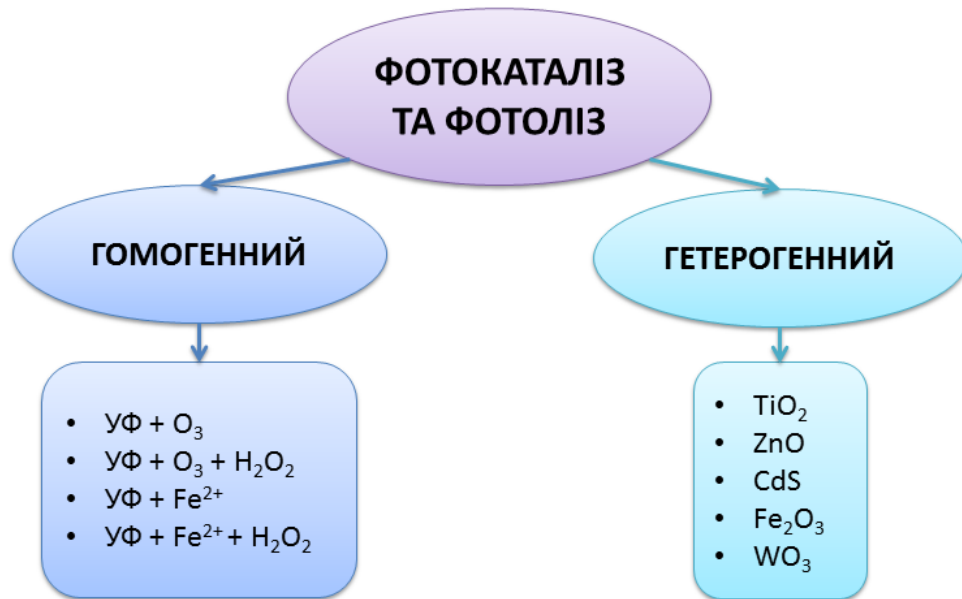 ФОТОКАТАЛІЗ
ТА ФОТОЛІЗ
ГОМОГЕННИЙ
ГЕТЕРОГЕННИЙ
• УФ + O₃
• УФ + O₃ + H₂O₂
• УФ + Fe²⁺
• УФ + Fe²⁺ + H₂O₂
• TiO₂
• ZnO
• CdS
• Fe₂O₃
• WO₃